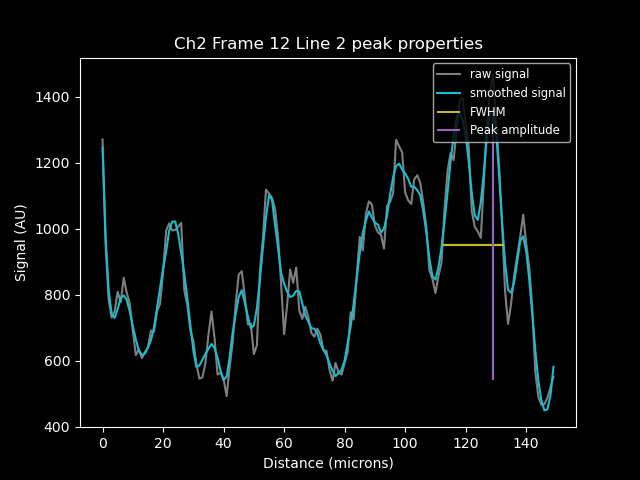 Ch2 Frame 12 Line 2 peak properties
raw signal
smoothed signal
FWHM
Peak amplitude
Signal (AU)
1400
1200
1000
800
600
400
0 20 40 60 80 100 120 140
Distance (microns)